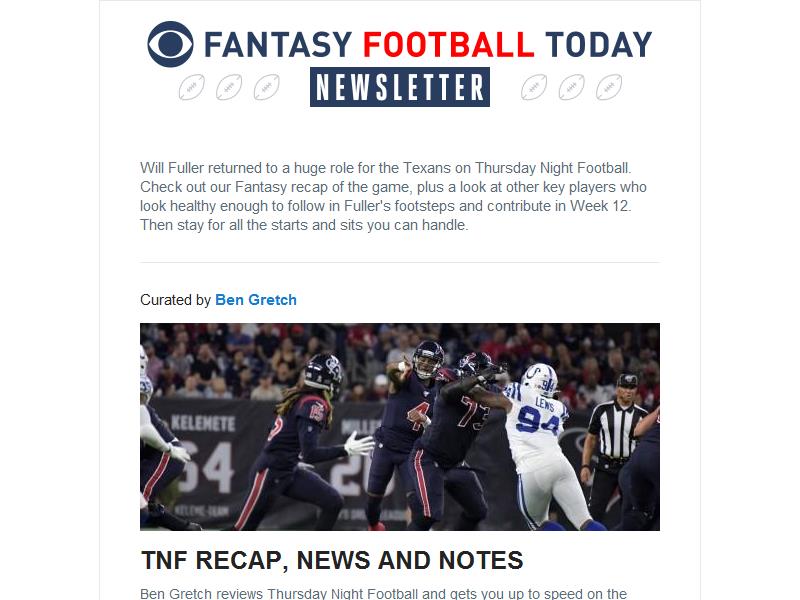 FANTASY FOOTBALL TODAY
NEWSLETTER
Will Fuller returned to a huge role for the Texans on Thursday Night Football.
Check out our Fantasy recap of the game, plus a look at other key players who
look healthy enough to follow in Fuller's footsteps and contribute in Week 12.
Then stay for all the starts and sits you can handle.
Curated by Ben Gretch
KELEMETE
64
15
4
73
LEWIS
94
TNF RECAP, NEWS AND NOTES
Ben Gretch reviews Thursday Night Football and gets you up to speed on the